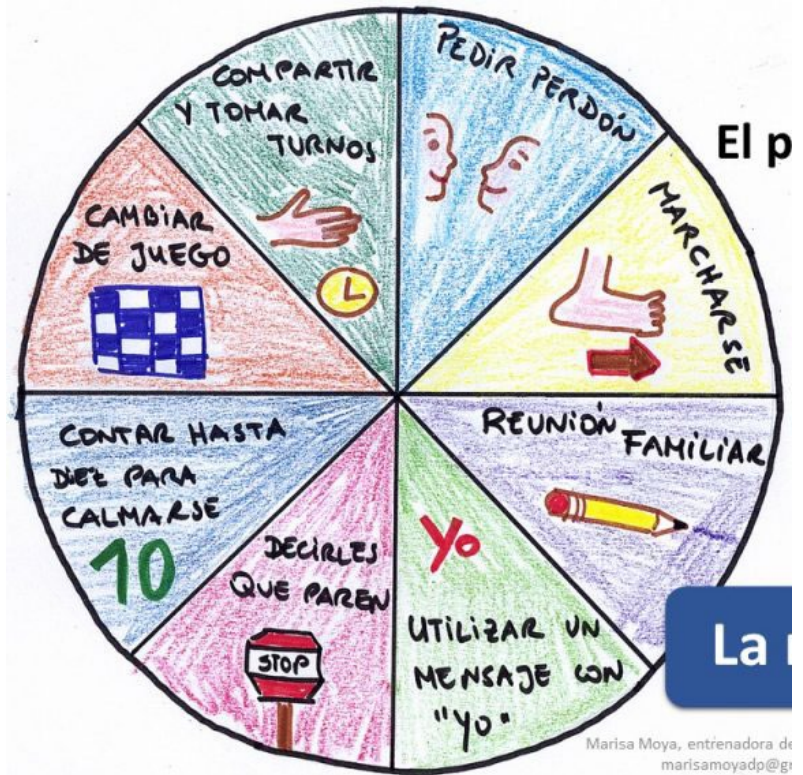 COMPARTIR
Y TOMAR
TURNOS
PEDIR PERDÓN
MARCHARSE
REUNIÓN FAMILIAR
Yo
UTILIZAR UN
MENSAJE CON
"YO"
DECIRLES
QUE PAREN
STOP
CONTAR HASTA
DIEZ PARA
CALMARSE
10
CAMBIAR
DE JUEGO
El p
La
Marisa Moya, entrenadora de
marisamoyadp@gr